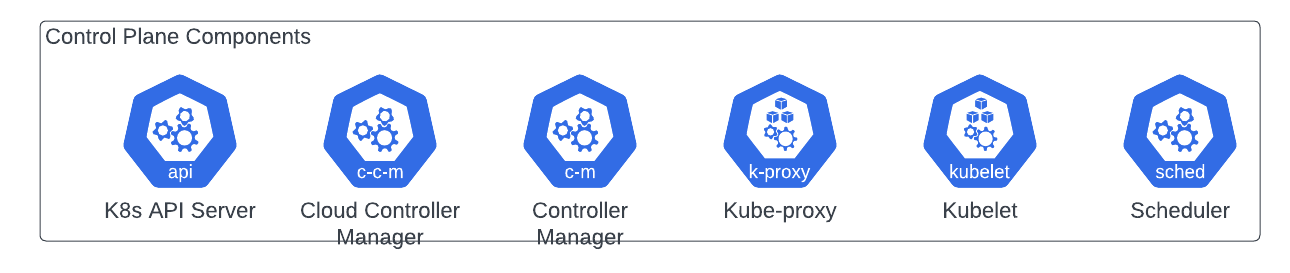 Control Plane Components
api
c-c-m
c-m
k-proxy
kubelet
sched
K8s API Server
Cloud Controller
Manager
Controller
Manager
Kube-proxy
Kubelet
Scheduler